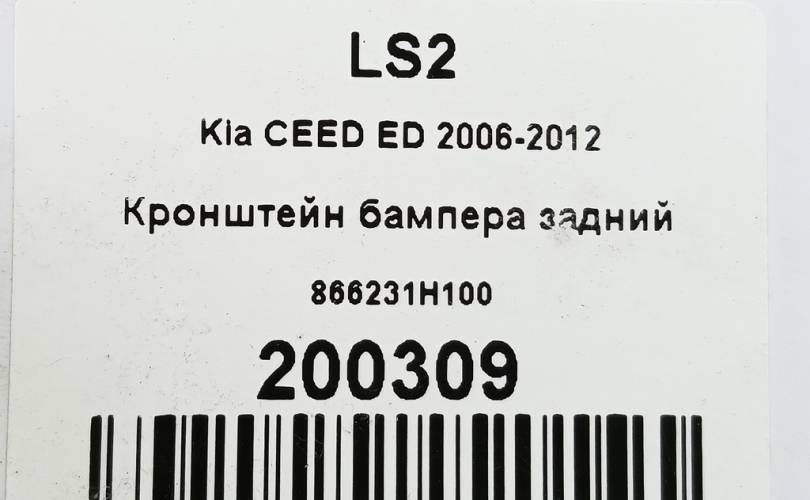 LS2
Kia CEED ED 2006-2012
Кронштейн бампера задний
866231H100
200309